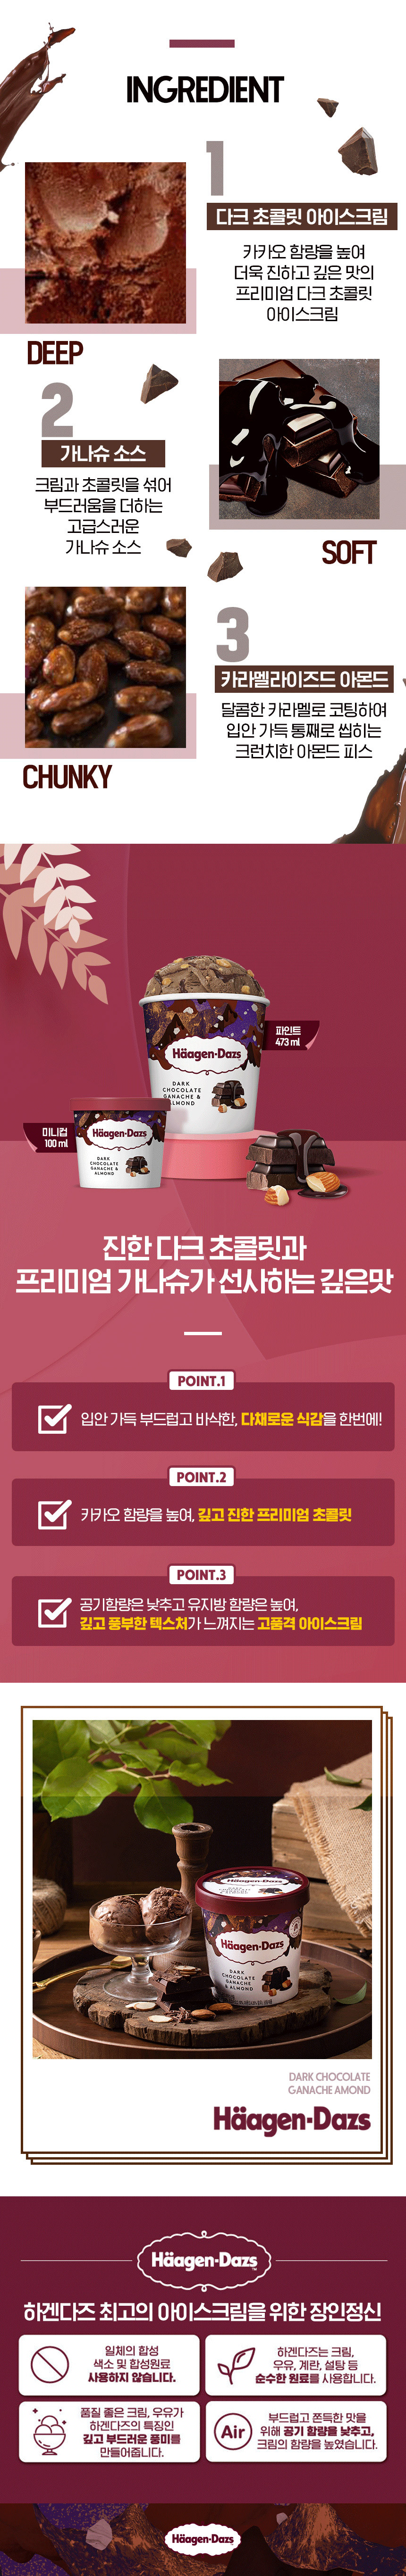 INGREDIENT
1
다크 초콜릿 아이스크림
카카오 함량을 높여
더욱 진하고 깊은 맛의
프리미엄 다크 초콜릿
아이스크림
DEEP
2
가나슈 소스
크림과 초콜릿을 섞어
부드러움을 더하는
고급스러운
가나슈 소스
SOFT
3
카라멜라이즈드 아몬드
달콤한 카라멜로 코팅하여
입안 가득 통째로 씹히는
크런치한 아몬드 피스
CHUNKY
Häagen-Dazs
DARK
CHOCOLATE
GANACHE &
ALMOND
파인트
473 ml
미니컵
100 ml
Häagen-Dazs
DARK
CHOCOLATE
GANACHE &
ALMOND
진한 다크 초콜릿과
프리미엄 가나슈가 선사하는 깊은맛
POINT.1
입안 가득 부드럽고 바삭한, 다채로운 식감을 한번에!
POINT.2
카카오 함량을 높여, 깊고 진한 프리미엄 초콜릿
POINT.3
공기함량은 낮추고 유지방 함량은 높여,
깊고 풍부한 텍스처가 느껴지는 고품격 아이스크림
Häagen-Dazs
Häagen-Dazs
DARK
CHOCOLATE
GANACHE
& ALMOND
DARK CHOCOLATE
GANACHE AMOND
Häagen-Dazs
Häagen-Dazs
하겐다즈 최고의 아이스크림을 위한 장인정신
일체의 합성
색소 및 합성원료
사용하지 않습니다.
하겐다즈는 크림,
우유, 계란, 설탕 등
순수한 원료를 사용합니다.
품질 좋은 크림, 우유가
하겐다즈의 특징인
깊고 부드러운 풍미를
만들어줍니다.
Air
부드럽고 쫀득한 맛을
위해 공기 함량을 낮추고,
크림의 함량을 높였습니다.
Häagen-Dazs